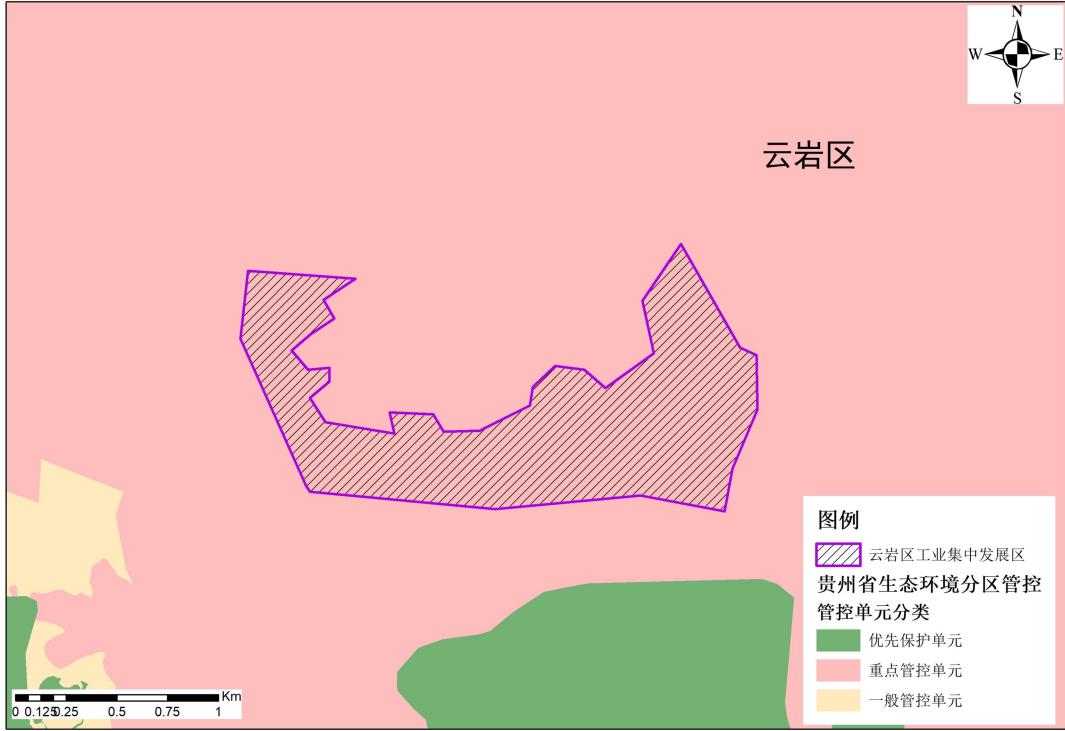 N
W E
S
云岩区
图例
云岩区工业集中发展区
贵州省生态环境分区管控
管控单元分类
优先保护单元
重点管控单元
一般管控单元
Km
0 0.125 0.25 0.5 0.75 1